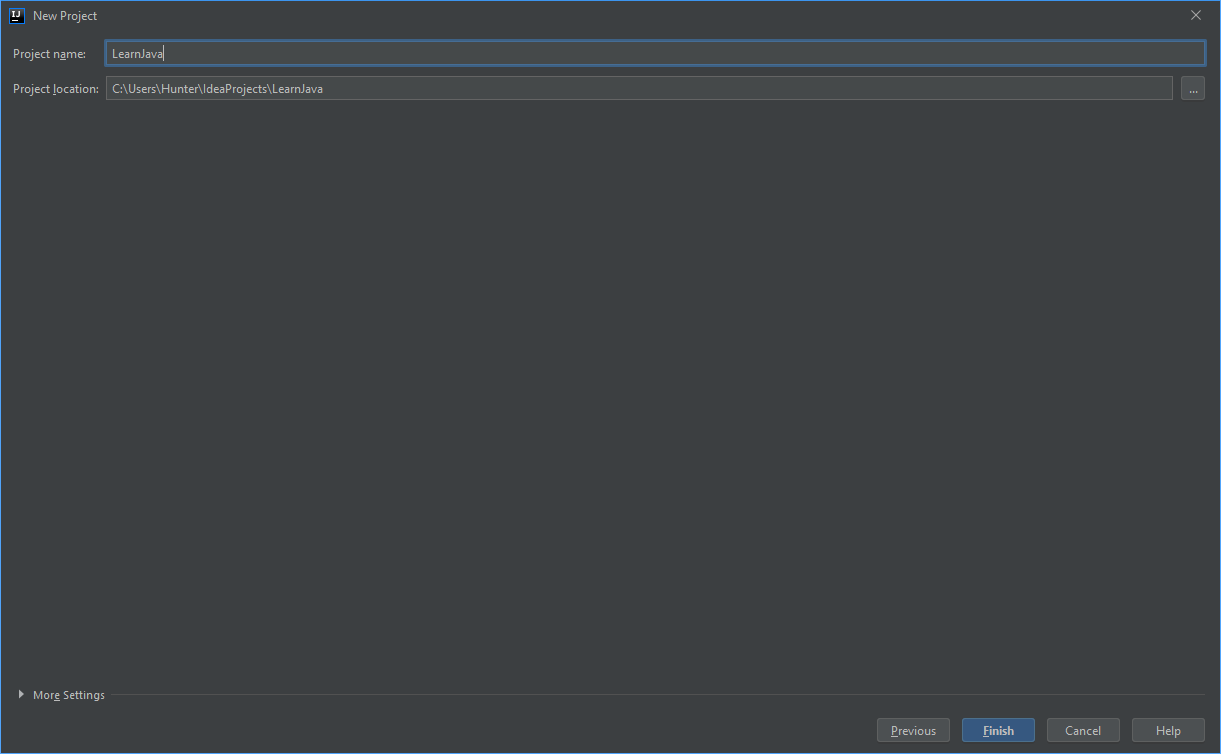 IJ New Project
Project name: LearnJava
Project location: C:\Users\Hunter\IdeaProjects\LearnJava ...
More Settings
Previous Finish Cancel Help